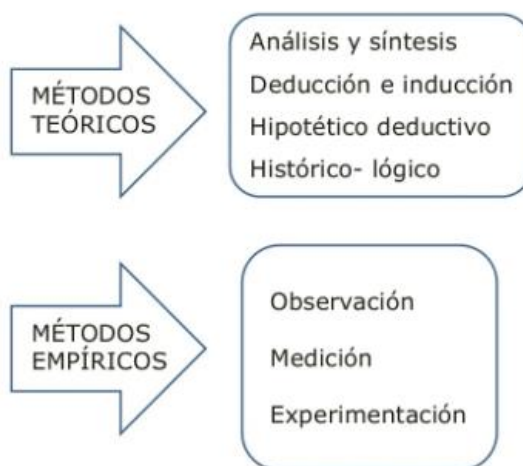 MÉTODOS
TEÓRICOS
Análisis y síntesis
Deducción e inducción
Hipotético deductivo
Histórico- lógico
MÉTODOS
EMPÍRICOS
Observación
Medición
Experimentación